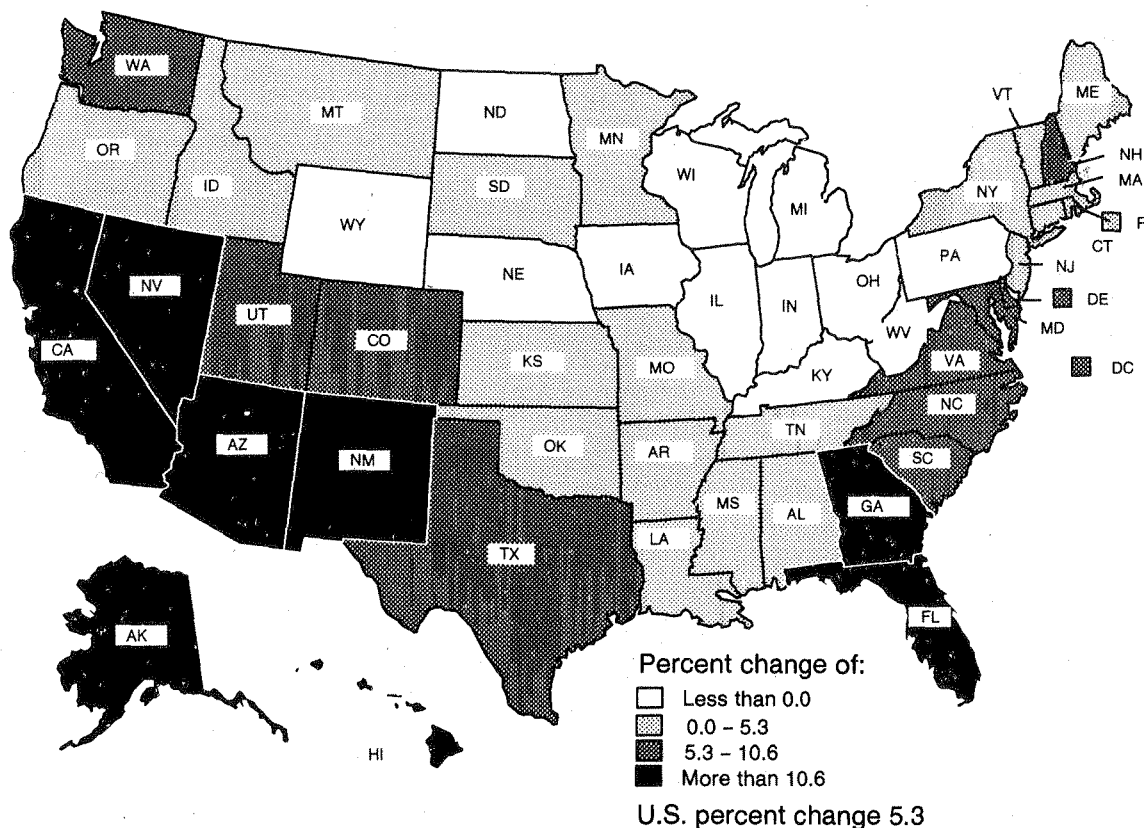 WA
MT
ND
MN
VT
ME
OR
ID
SD
WI
MI
NY
NH
MA
WY
CT
NE
IA
PA
NJ
NV
UT
CO
IL
IN
OH
WV
DE
MD
CA
KS
MO
KY
VA
DC
NC
AZ
NM
OK
AR
TN
SC
MS
AL
GA
TX
LA
AK
FL
HI
Percent change of:
Less than 0.0
0.0 – 5.3
5.3 – 10.6
More than 10.6
U.S. percent change 5.3